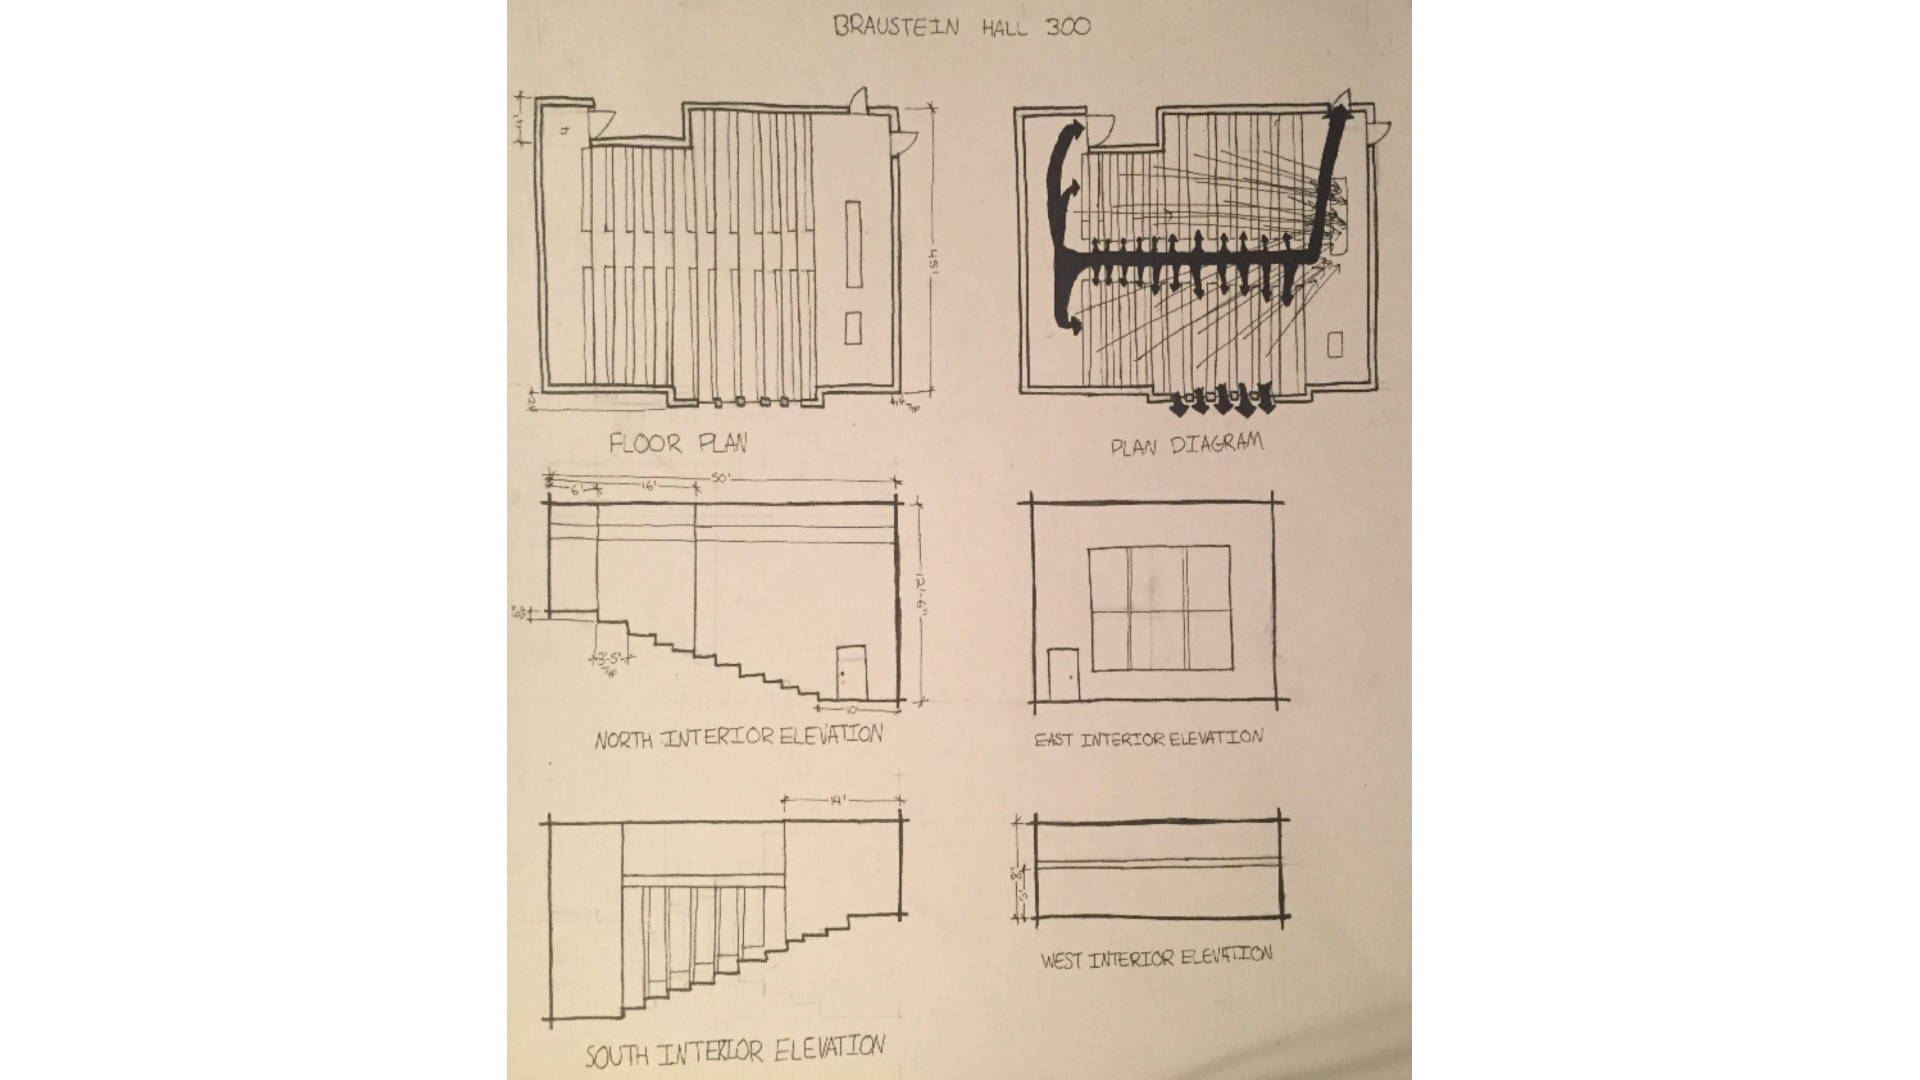 BRAUSTEIN HALL 300
45'
FLOOR PLAN
PLAN DIAGRAM
50'
6'
16'
12'-6"
3'-5"
TYP
10'
NORTH INTERIOR ELEVATION
EAST INTERIOR ELEVATION
14'
SOUTH INTERIOR ELEVATION
WEST INTERIOR ELEVATION